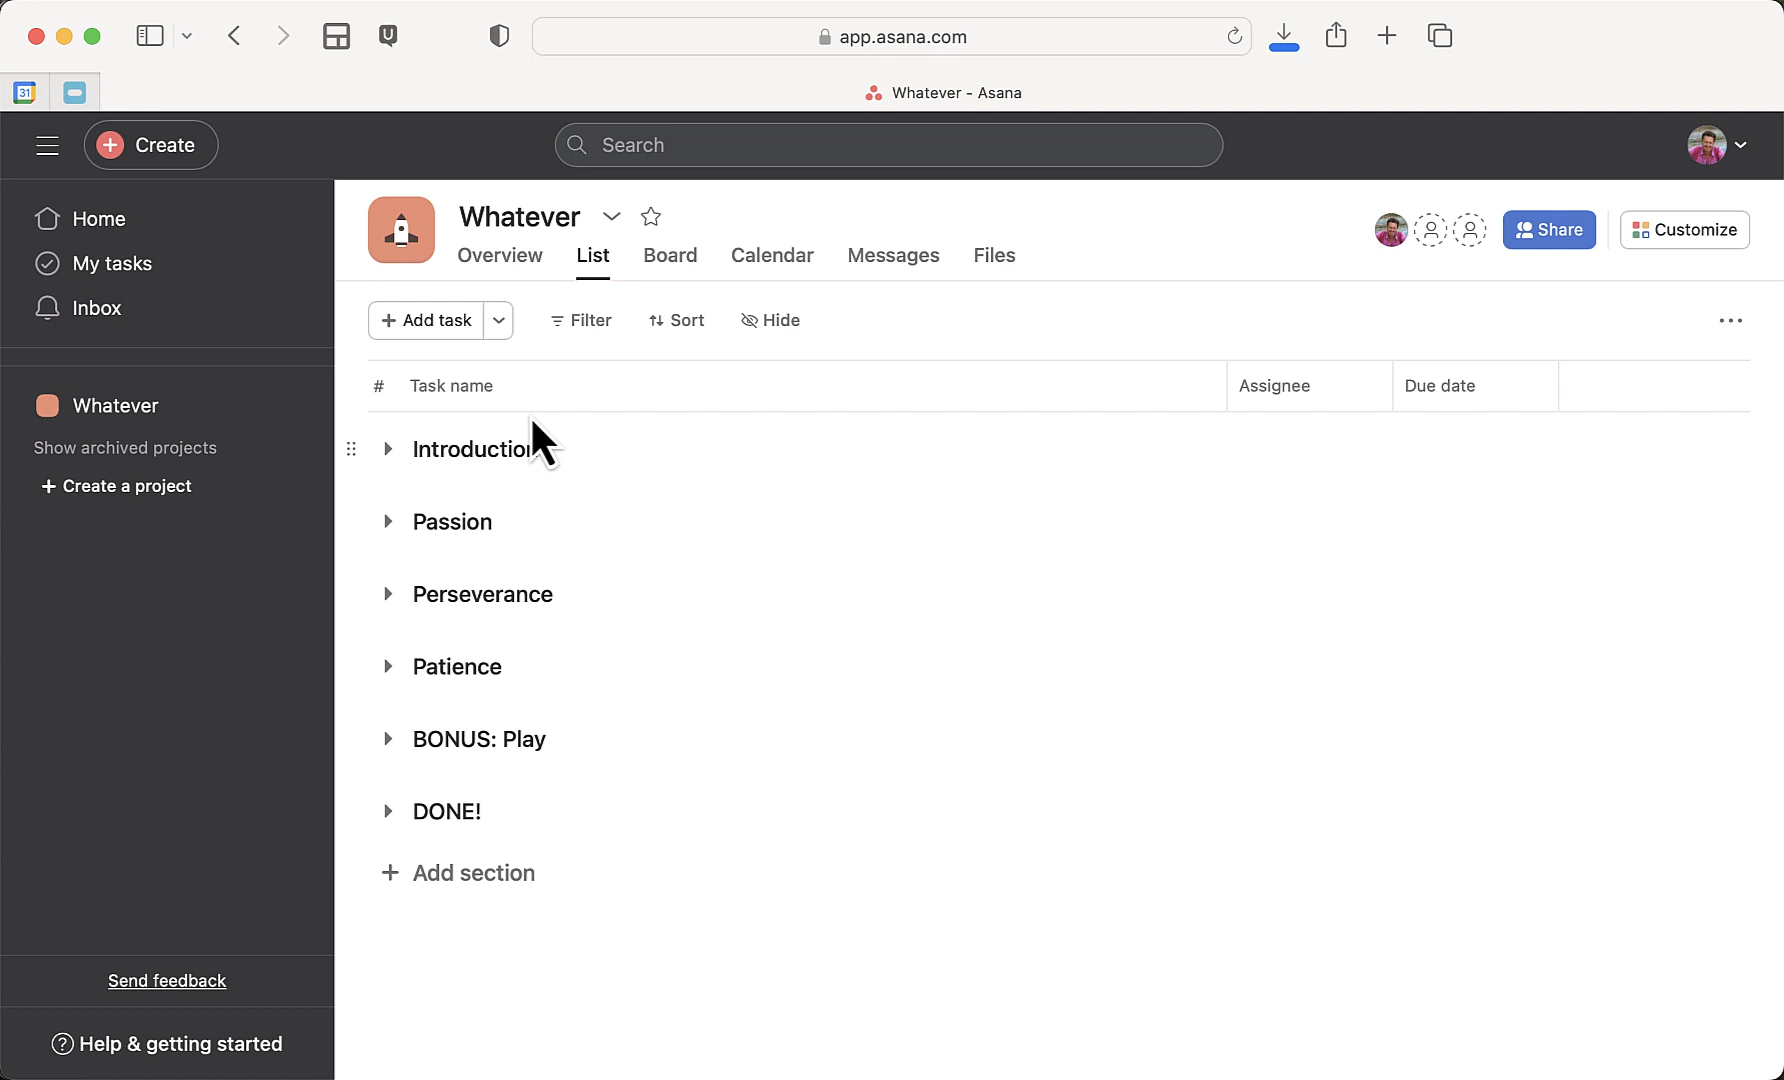 app.asana.com
31
Whatever - Asana
Create
Search
Home
My tasks
Inbox
Whatever
Show archived projects
+ Create a project
Send feedback
Help & getting started
Whatever
Overview List Board Calendar Messages Files
Share
Customize
+ Add task
Filter
Sort
Hide
# Task name Assignee Due date
Introduction
Passion
Perseverance
Patience
BONUS: Play
DONE!
+ Add section